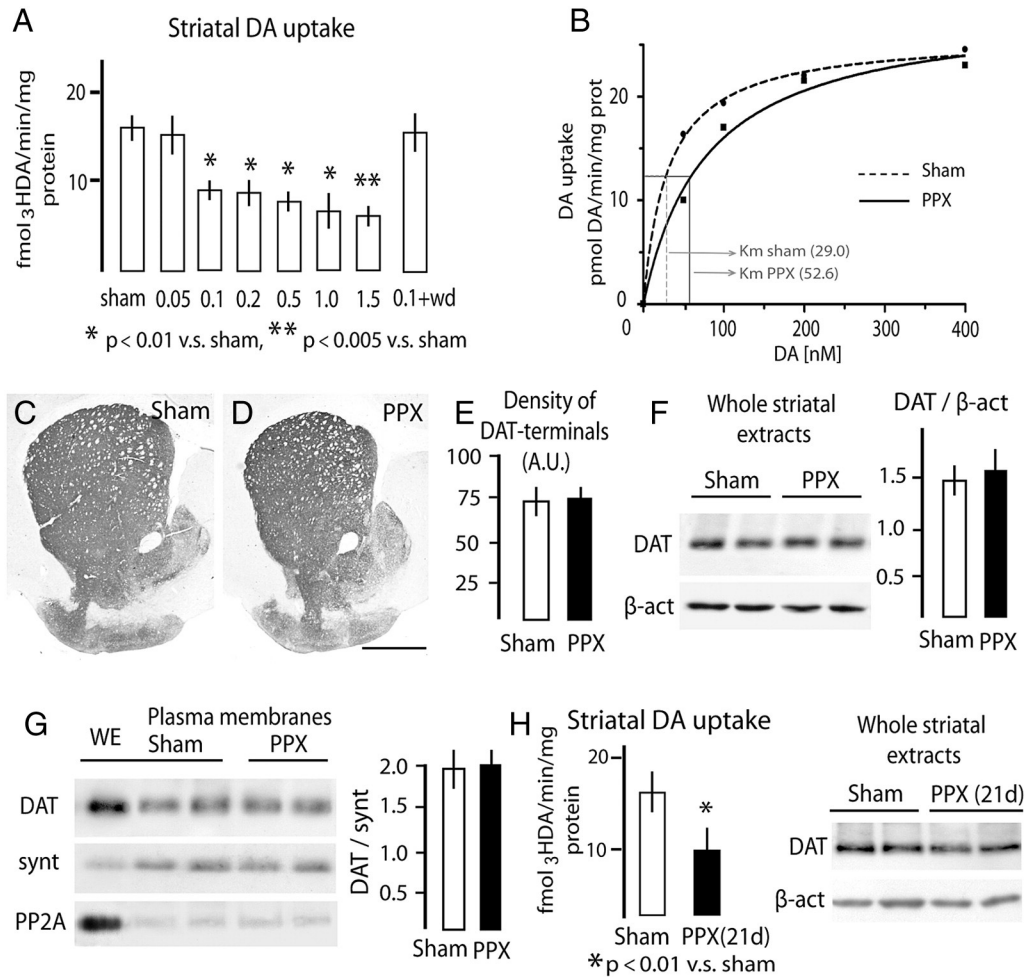 A
Striatal DA uptake
fmol 3HDA/min/mg
protein
20
10
*
*
*
*
**
sham 0.05 0.1 0.2 0.5 1.0 1.5 0.1+wd
* p < 0.01 v.s. sham, ** p < 0.005 v.s. sham
B
DA uptake
pmol DA/min/mg prot
20
10
0
Sham
PPX
Km sham (29.0)
Km PPX (52.6)
0 100 200 300 400
DA [nM]
C Sham
D PPX
E
Density of
DAT-terminals
(A.U.)
100
75
50
25
Sham PPX
F
Whole striatal
extracts
Sham PPX
DAT
β-act
DAT / β-act
1.5
1.0
0.5
Sham PPX
G
Plasma membranes
WE Sham PPX
DAT
synt
PP2A
DAT / synt
2.0
1.5
1.0
0.5
Sham PPX
H
Striatal DA uptake
fmol 3HDA/min/mg
protein
20
10
*
Sham PPX(21d)
* p < 0.01 v.s. sham
Whole striatal
extracts
Sham PPX (21d)
DAT
β-act